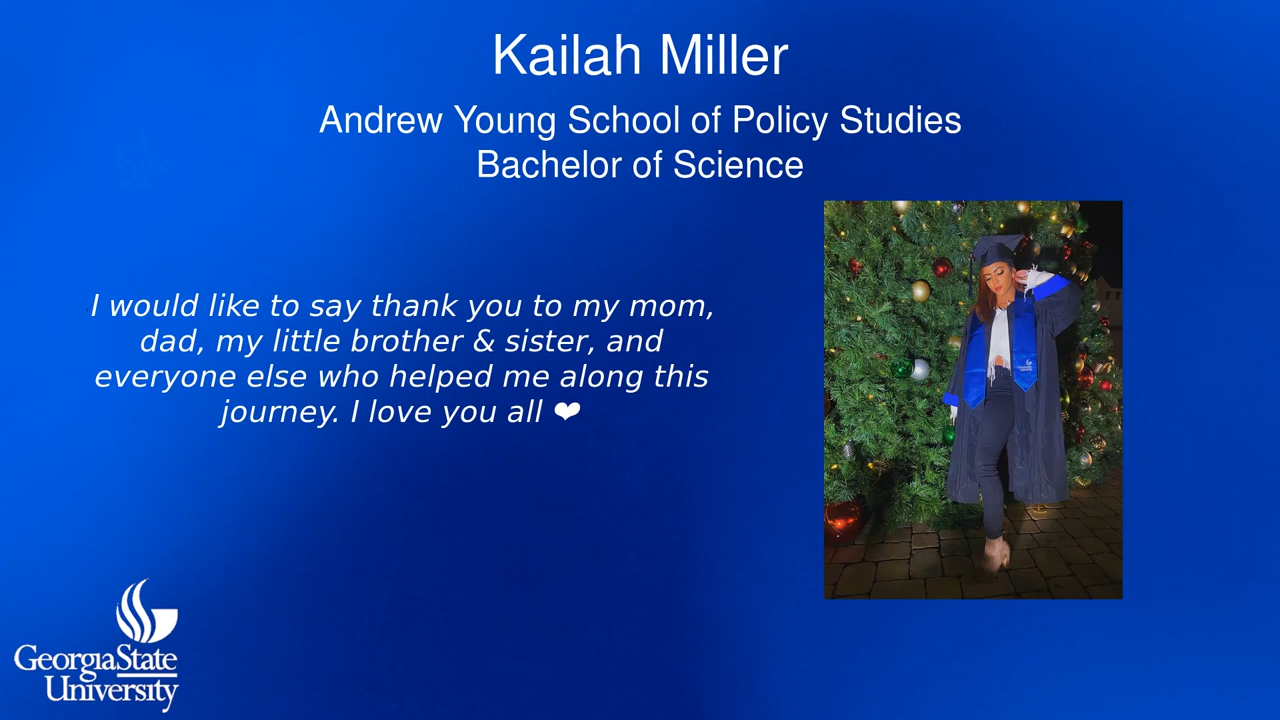 Kailah Miller
Andrew Young School of Policy Studies
Bachelor of Science
I would like to say thank you to my mom,
dad, my little brother & sister, and
everyone else who helped me along this
journey. I love you all ❤
GeorgiaState
University